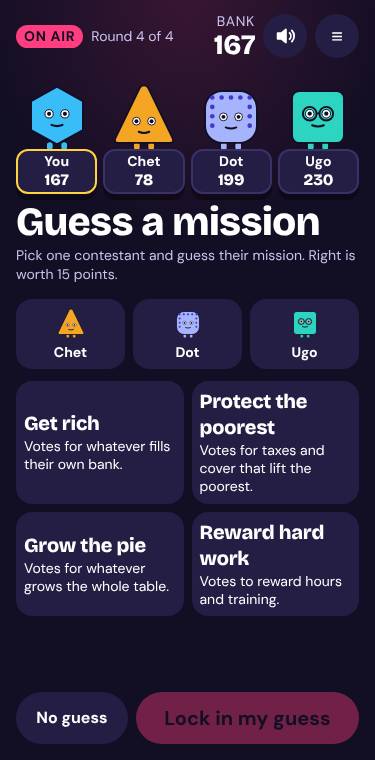 ON AIR
Round 4 of 4
BANK
167
You
167
Chet
78
Dot
199
Ugo
230
Guess a mission
Pick one contestant and guess their mission. Right is
worth 15 points.
Chet
Dot
Ugo
Get rich
Votes for whatever fills
their own bank.
Protect the
poorest
Votes for taxes and
cover that lift the
poorest.
Grow the pie
Votes for whatever
grows the whole table.
Reward hard
work
Votes to reward hours
and training.
No guess
Lock in my guess